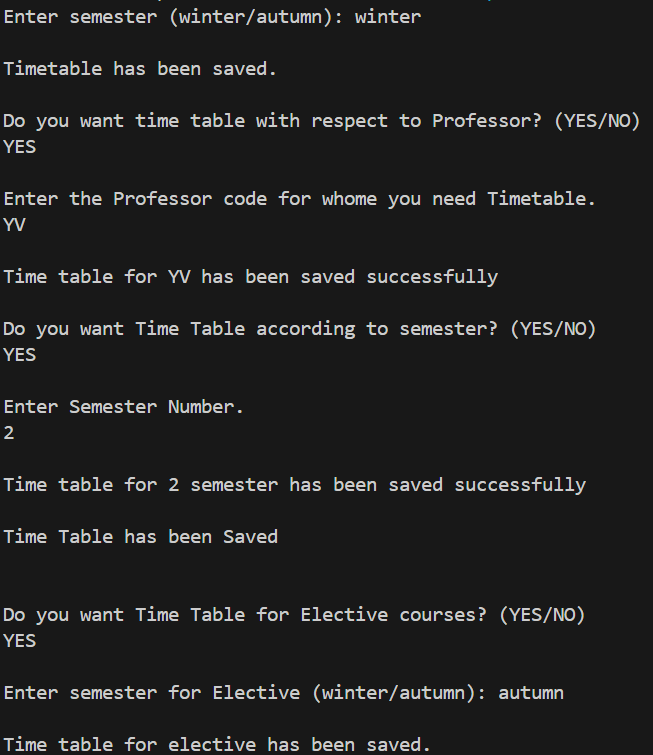 Enter semester (winter/autumn): winter
Timetable has been saved.
Do you want time table with respect to Professor? (YES/NO)
YES
Enter the Professor code for whome you need Timetable.
YV
Time table for YV has been saved successfully
Do you want Time Table according to semester? (YES/NO)
YES
Enter Semester Number.
2
Time table for 2 semester has been saved successfully
Time Table has been Saved
Do you want Time Table for Elective courses? (YES/NO)
YES
Enter semester for Elective (winter/autumn): autumn
Time table for elective has been saved.